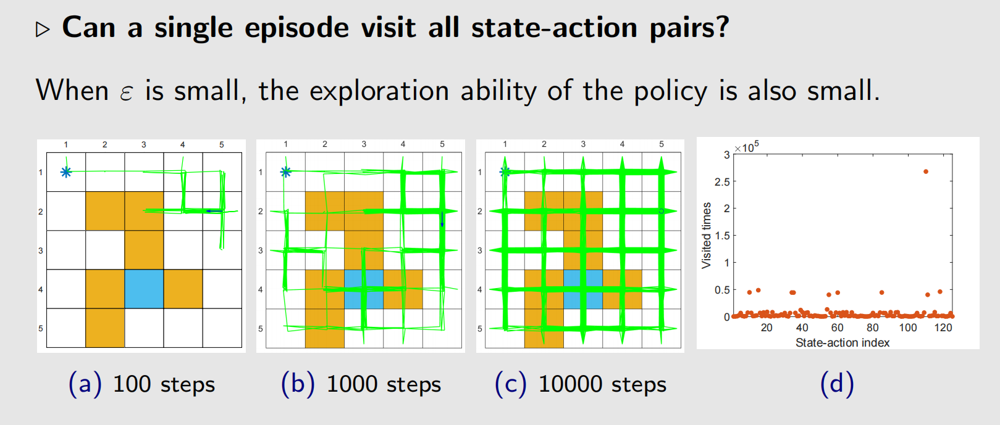 ▷ Can a single episode visit all state-action pairs?
When ε is small, the exploration ability of the policy is also small.
1 2 3 4 5
1
2
3
4
5
1 2 3 4 5
1
2
3
4
5
1 2 3 4 5
1
2
3
4
5
×10⁵
3
2.5
2
1.5
1
0.5
0
Visited times
20 40 60 80 100 120
State-action index
(a) 100 steps
(b) 1000 steps
(c) 10000 steps
(d)